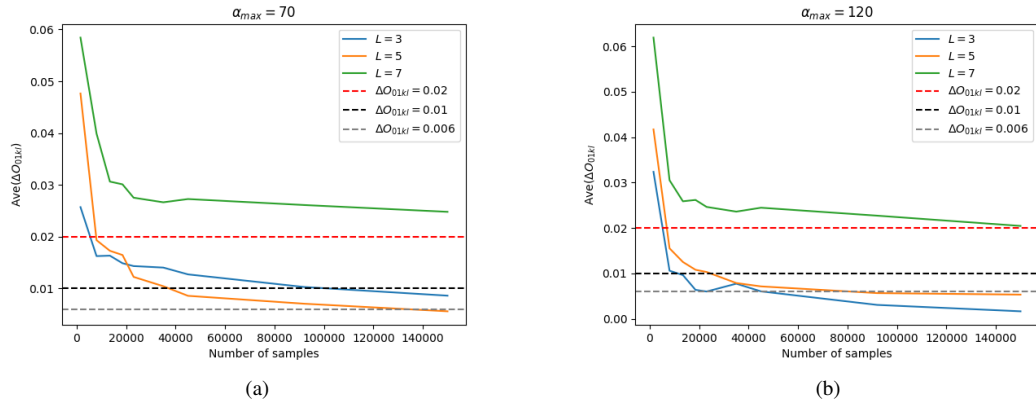 α_max = 70
0.06
0.05
0.04
0.03
0.02
0.01
Ave(ΔO_01kl)
0 20000 40000 60000 80000 100000 120000 140000
Number of samples
L = 3
L = 5
L = 7
ΔO_01kl = 0.02
ΔO_01kl = 0.01
ΔO_01kl = 0.006
(a)
α_max = 120
0.06
0.05
0.04
0.03
0.02
0.01
0.00
Ave(ΔO_01kl
0 20000 40000 60000 80000 100000 120000 140000
Number of samples
L = 3
L = 5
L = 7
ΔO_01kl = 0.02
ΔO_01kl = 0.01
ΔO_01kl = 0.006
(b)